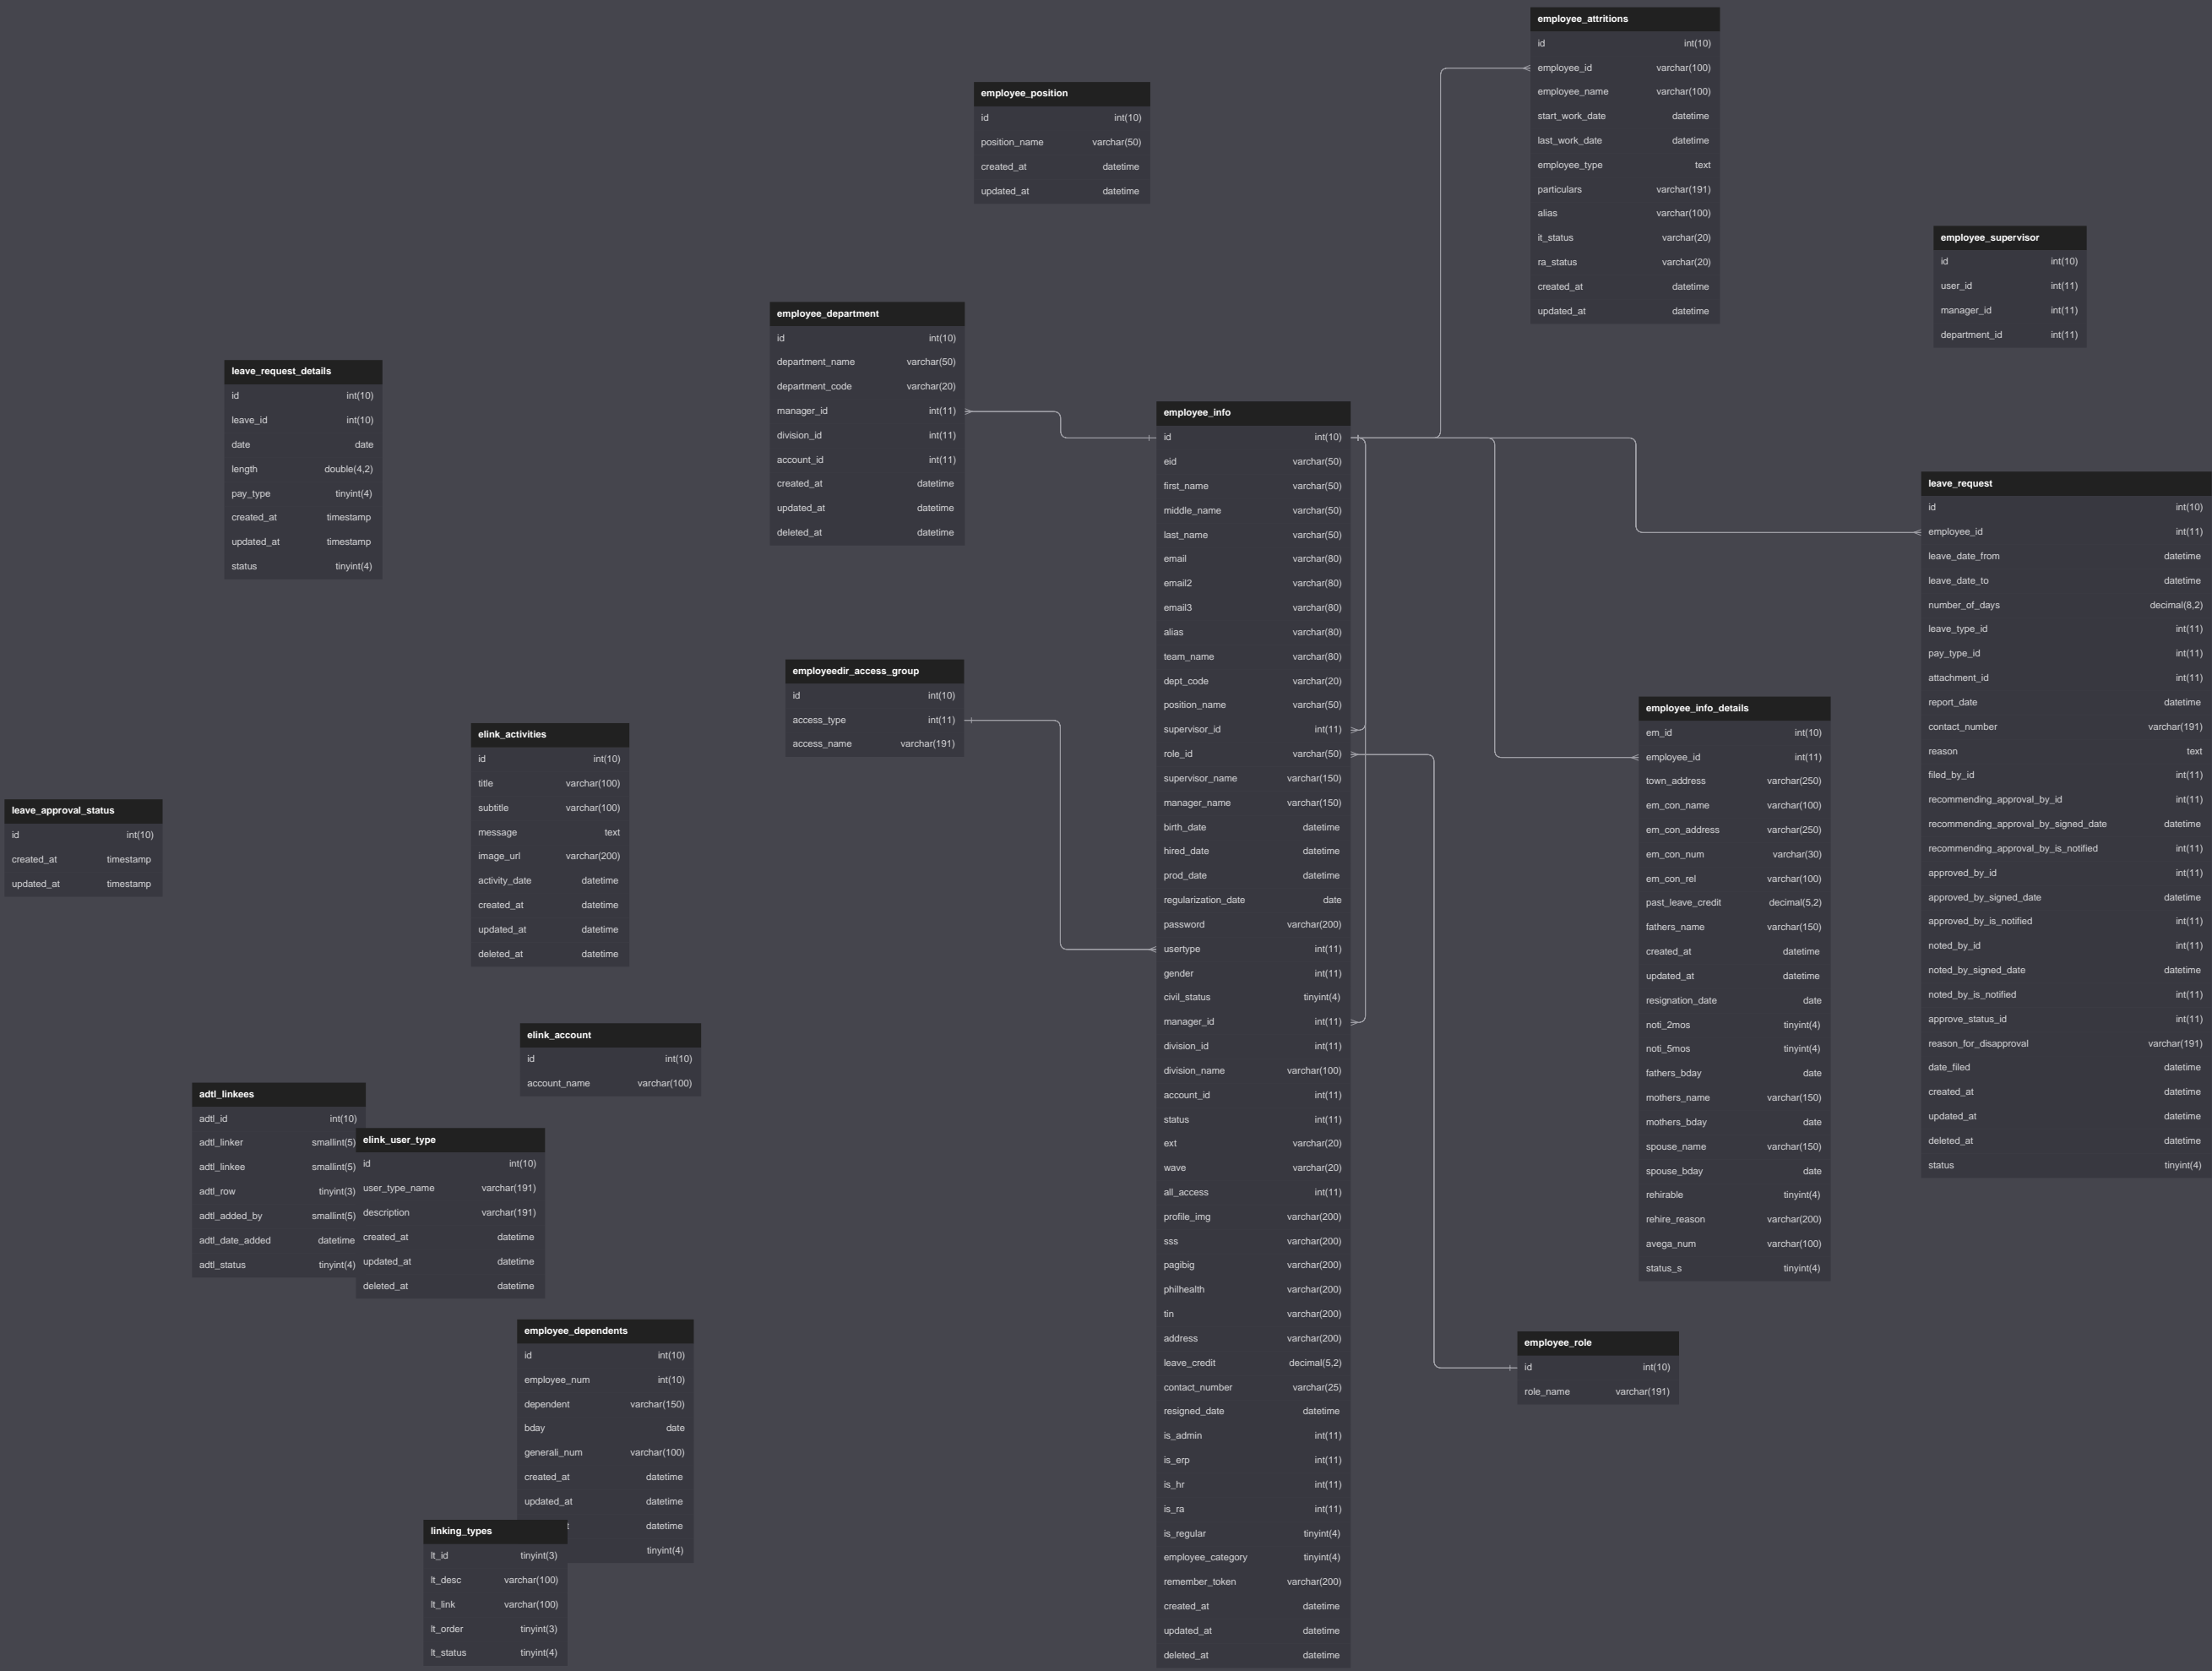 employee_attritions
id int(10)
employee_id varchar(100)
employee_name varchar(100)
start_work_date datetime
last_work_date datetime
employee_type text
particulars varchar(191)
alias varchar(100)
it_status varchar(20)
ra_status varchar(20)
created_at datetime
updated_at datetime
employee_position
id int(10)
position_name varchar(50)
created_at datetime
updated_at datetime
employee_supervisor
id int(10)
user_id int(11)
manager_id int(11)
department_id int(11)
employee_department
id int(10)
department_name varchar(50)
department_code varchar(20)
manager_id int(11)
division_id int(11)
account_id int(11)
created_at datetime
updated_at datetime
deleted_at datetime
leave_request_details
id int(10)
leave_id int(10)
date date
length double(4,2)
pay_type tinyint(4)
created_at timestamp
updated_at timestamp
status tinyint(4)
employee_info
id int(10)
eid varchar(50)
first_name varchar(50)
middle_name varchar(50)
last_name varchar(50)
email varchar(80)
email2 varchar(80)
email3 varchar(80)
alias varchar(80)
team_name varchar(80)
dept_code varchar(20)
position_name varchar(50)
supervisor_id int(11)
role_id varchar(50)
supervisor_name varchar(150)
manager_name varchar(150)
birth_date datetime
hired_date datetime
prod_date datetime
regularization_date date
password varchar(200)
usertype int(11)
gender int(11)
civil_status tinyint(4)
manager_id int(11)
division_id int(11)
division_name varchar(100)
account_id int(11)
status int(11)
ext varchar(20)
wave varchar(20)
all_access int(11)
profile_img varchar(200)
sss varchar(200)
pagibig varchar(200)
philhealth varchar(200)
tin varchar(200)
address varchar(200)
leave_credit decimal(5,2)
contact_number varchar(25)
resigned_date datetime
is_admin int(11)
is_erp int(11)
is_hr int(11)
is_ra int(11)
is_regular tinyint(4)
employee_category tinyint(4)
remember_token varchar(200)
created_at datetime
updated_at datetime
deleted_at datetime
leave_request
id int(10)
employee_id int(11)
leave_date_from datetime
leave_date_to datetime
number_of_days decimal(8,2)
leave_type_id int(11)
pay_type_id int(11)
attachment_id int(11)
report_date datetime
contact_number varchar(191)
reason text
filed_by_id int(11)
recommending_approval_by_id int(11)
recommending_approval_by_signed_date datetime
recommending_approval_by_is_notified int(11)
approved_by_id int(11)
approved_by_signed_date datetime
approved_by_is_notified int(11)
noted_by_id int(11)
noted_by_signed_date datetime
noted_by_is_notified int(11)
approve_status_id int(11)
reason_for_disapproval varchar(191)
date_filed datetime
created_at datetime
updated_at datetime
deleted_at datetime
status tinyint(4)
employeedir_access_group
id int(10)
access_type int(11)
access_name varchar(191)
employee_info_details
em_id int(10)
employee_id int(11)
town_address varchar(250)
em_con_name varchar(100)
em_con_address varchar(250)
em_con_num varchar(30)
em_con_rel varchar(100)
past_leave_credit decimal(5,2)
fathers_name varchar(150)
created_at datetime
updated_at datetime
resignation_date date
noti_2mos tinyint(4)
noti_5mos tinyint(4)
fathers_bday date
mothers_name varchar(150)
mothers_bday date
spouse_name varchar(150)
spouse_bday date
rehirable tinyint(4)
rehire_reason varchar(200)
avega_num varchar(100)
status_s tinyint(4)
elink_activities
id int(10)
title varchar(100)
subtitle varchar(100)
message text
image_url varchar(200)
activity_date datetime
created_at datetime
updated_at datetime
deleted_at datetime
leave_approval_status
id int(10)
created_at timestamp
updated_at timestamp
elink_account
id int(10)
account_name varchar(100)
adtl_linkees
adtl_id int(10)
adtl_linker smallint(5)
adtl_linkee smallint(5)
adtl_row tinyint(3)
adtl_added_by smallint(5)
adtl_date_added datetime
adtl_status tinyint(4)
elink_user_type
id int(10)
user_type_name varchar(191)
description varchar(191)
created_at datetime
updated_at datetime
deleted_at datetime
employee_dependents
id int(10)
employee_num int(10)
dependent varchar(150)
bday date
generali_num varchar(100)
created_at datetime
updated_at datetime
datetime
tinyint(4)
employee_role
id int(10)
role_name varchar(191)
linking_types
lt_id tinyint(3)
lt_desc varchar(100)
lt_link varchar(100)
lt_order tinyint(3)
lt_status tinyint(4)